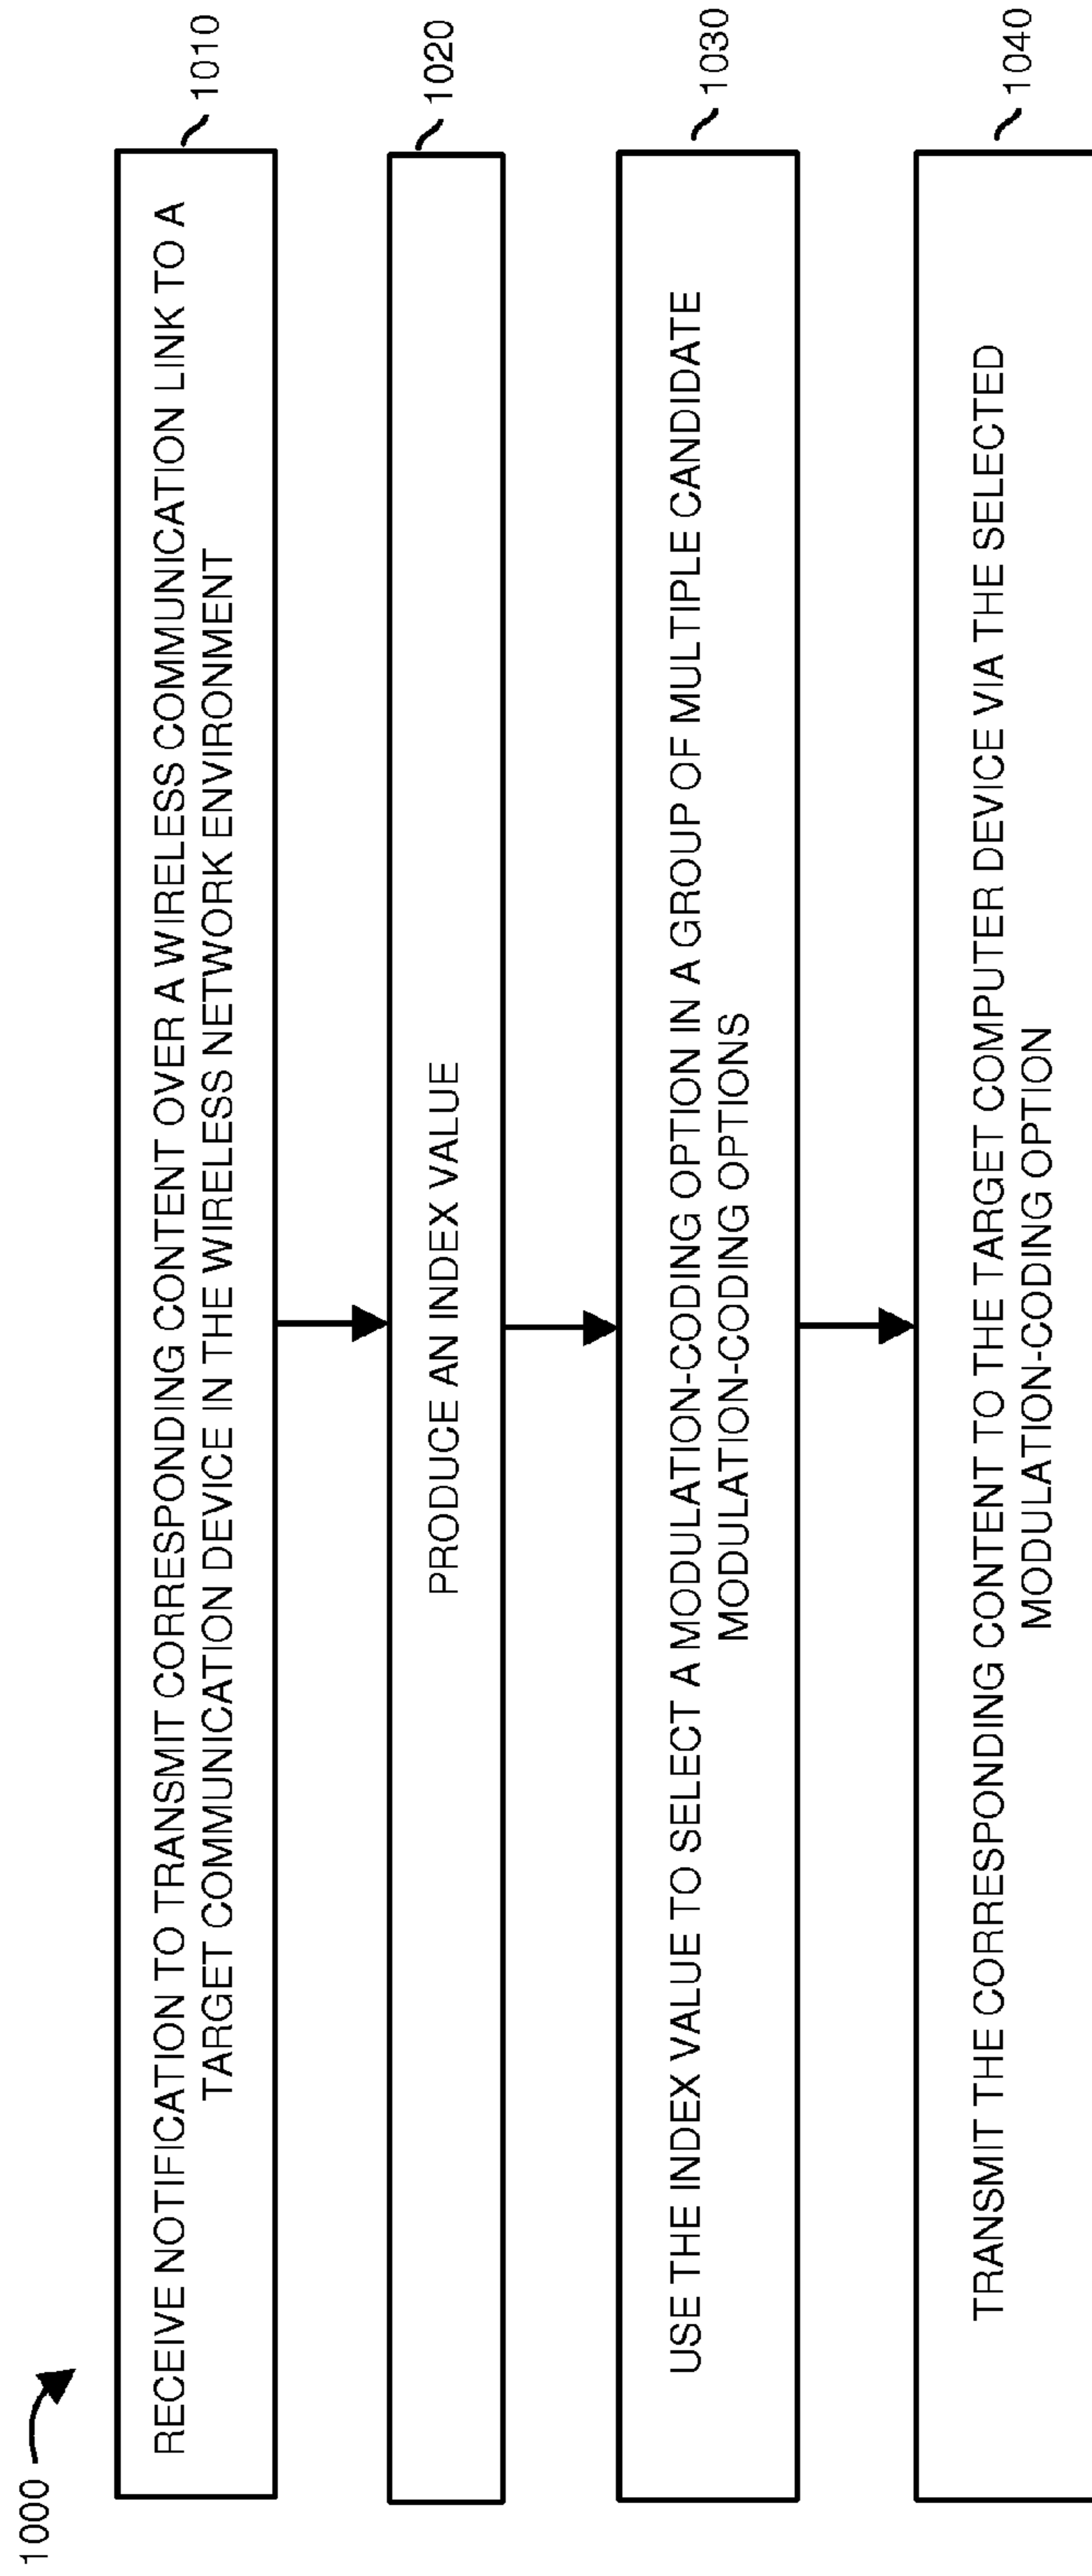 1000
RECEIVE NOTIFICATION TO TRANSMIT CORRESPONDING CONTENT OVER A WIRELESS COMMUNICATION LINK TO A
TARGET COMMUNICATION DEVICE IN THE WIRELESS NETWORK ENVIRONMENT
1010
PRODUCE AN INDEX VALUE
1020
USE THE INDEX VALUE TO SELECT A MODULATION-CODING OPTION IN A GROUP OF MULTIPLE CANDIDATE
MODULATION-CODING OPTIONS
1030
TRANSMIT THE CORRESPONDING CONTENT TO THE TARGET COMPUTER DEVICE VIA THE SELECTED
MODULATION-CODING OPTION
1040